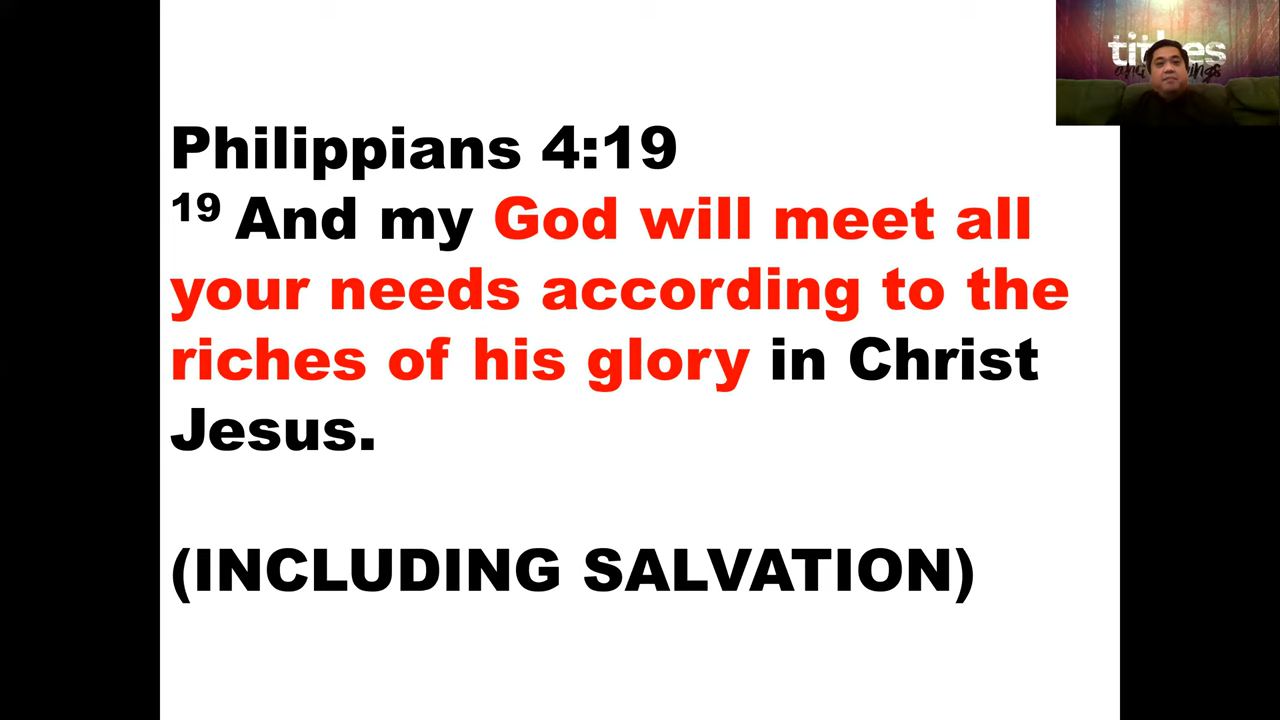 Philippians 4:19
19 And my God will meet all
your needs according to the
riches of his glory in Christ
Jesus.
(INCLUDING SALVATION)